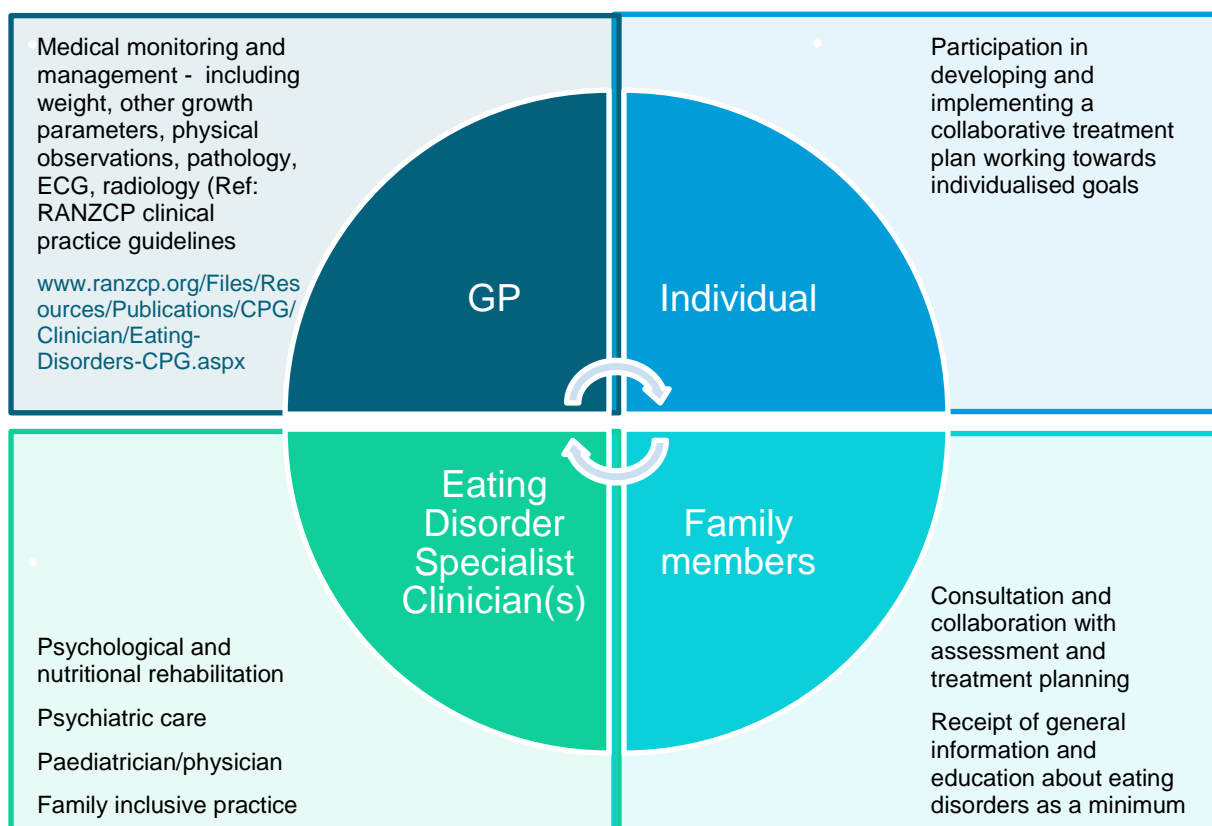 Medical monitoring and
management -  including
weight, other growth
parameters, physical
observations, pathology,
ECG, radiology (Ref:
RANZCP clinical
practice guidelines
www.ranzcp.org/Files/Res
ources/Publications/CPG/
Clinician/Eating-
Disorders-CPG.aspx
GP
Individual
Participation in
developing and
implementing a
collaborative treatment
plan working towards
individualised goals
Eating
Disorder
Specialist
Clinician(s)
Family
members
Psychological and
nutritional rehabilitation
Psychiatric care
Paediatrician/physician
Family inclusive practice
Consultation and
collaboration with
assessment and
treatment planning
Receipt of general
information and
education about eating
disorders as a minimum